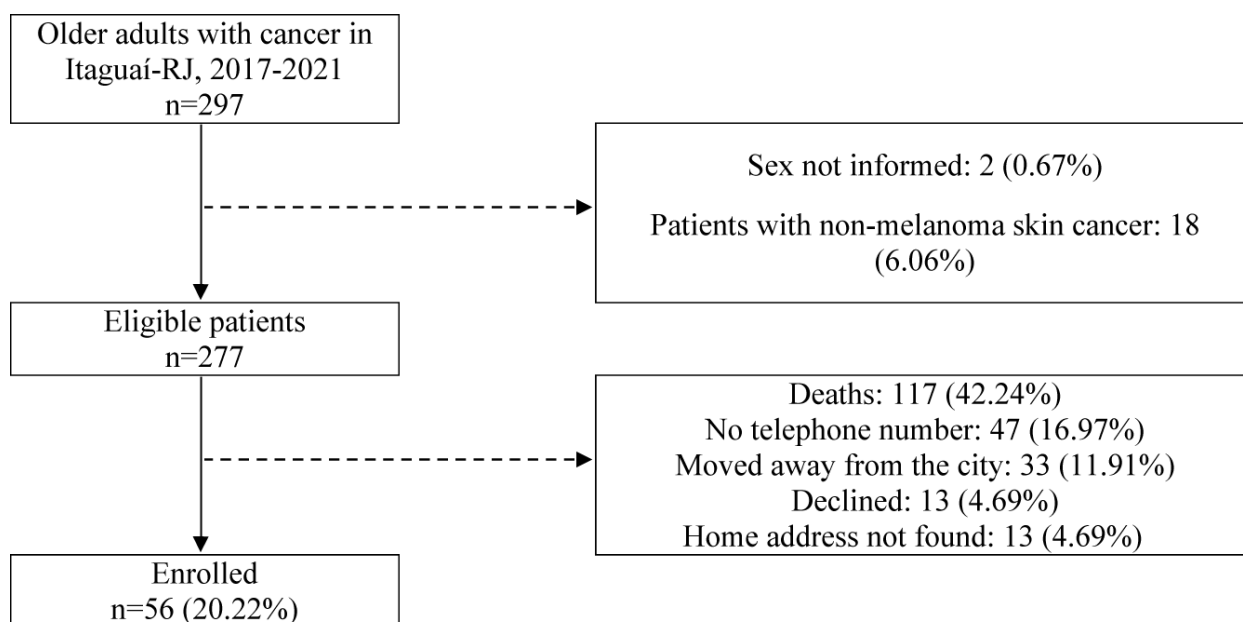 Older adults with cancer in
Itaguaí-RJ, 2017-2021
n=297
Sex not informed: 2 (0.67%)
Patients with non-melanoma skin cancer: 18
(6.06%)
Eligible patients
n=277
Deaths: 117 (42.24%)
No telephone number: 47 (16.97%)
Moved away from the city: 33 (11.91%)
Declined: 13 (4.69%)
Home address not found: 13 (4.69%)
Enrolled
n=56 (20.22%)